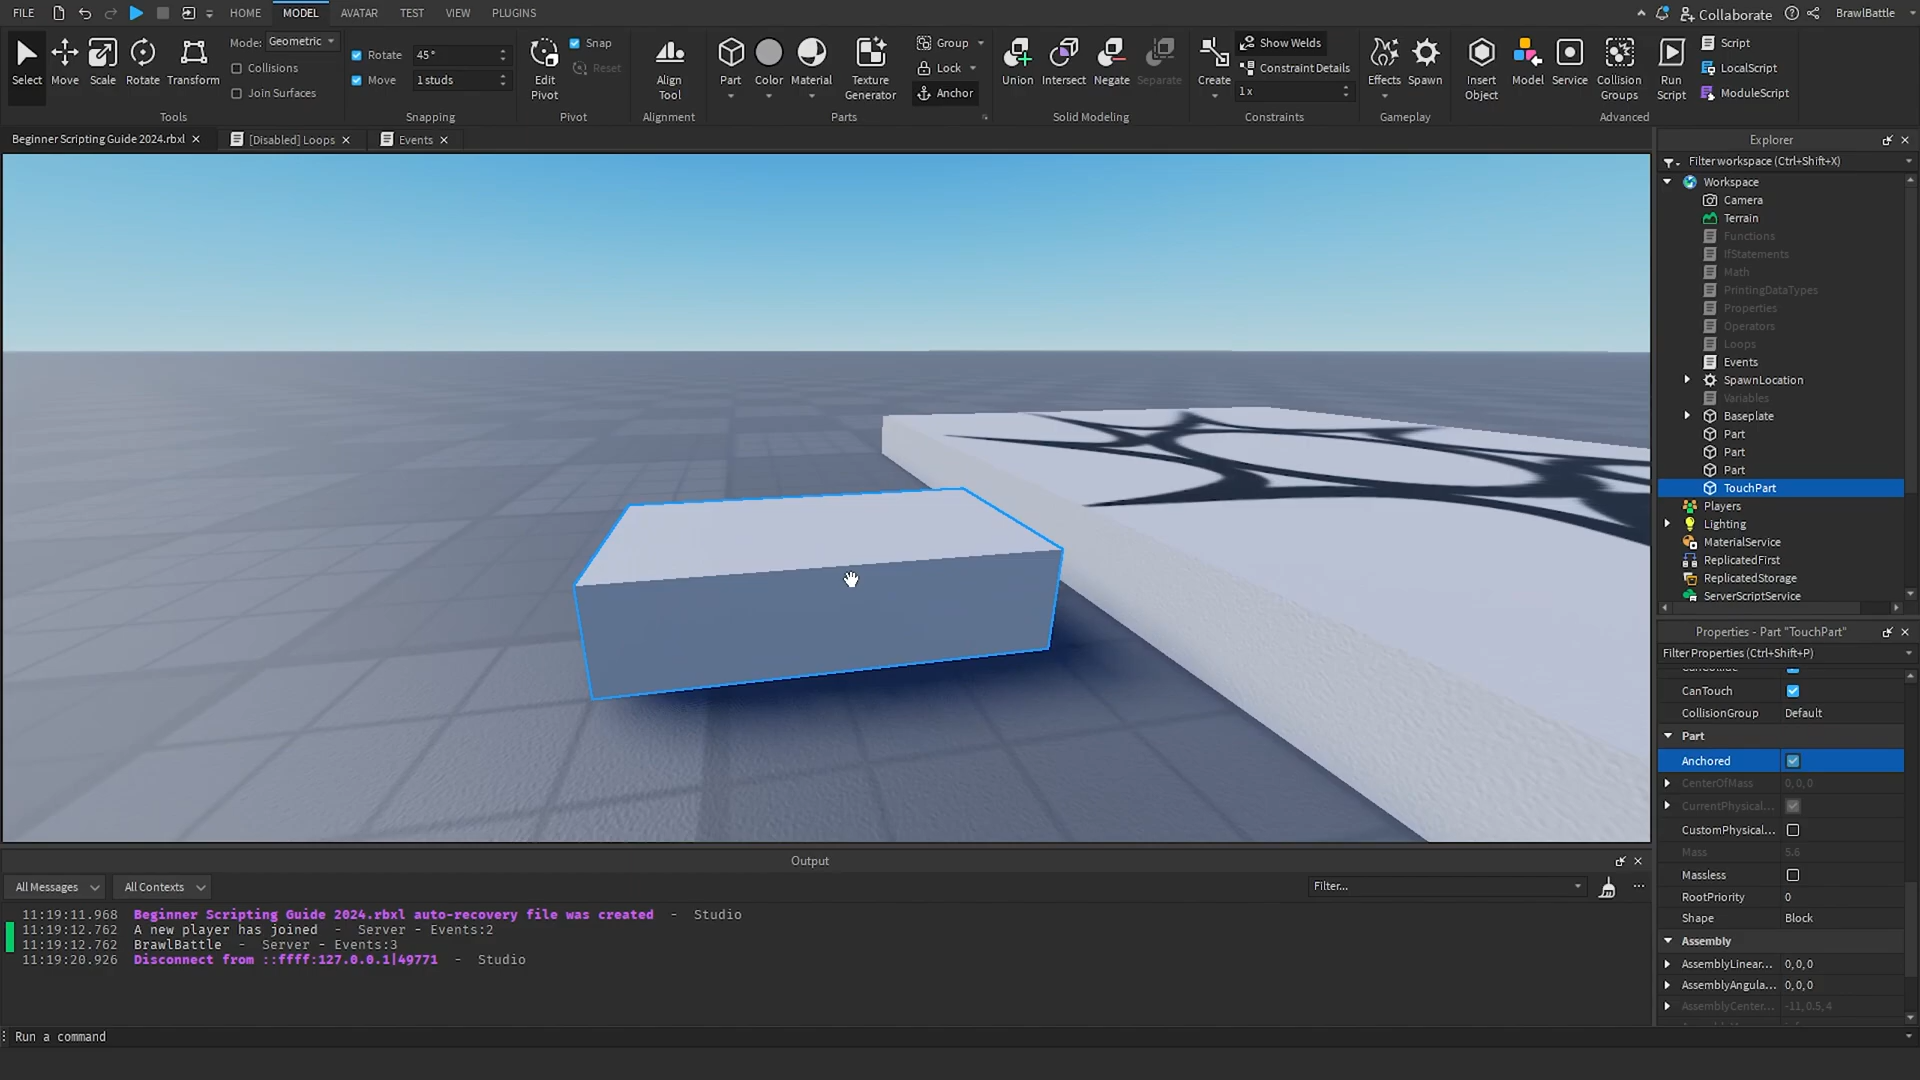 FILE HOME MODEL AVATAR TEST VIEW PLUGINS Collaborate BrawlBattle
Select Move Scale Rotate Transform
Mode: Geometric
Collisions
Join Surfaces
Tools
Rotate 45°
Move 1 studs
Snapping
Edit Pivot
Snap
Reset
Pivot
Align Tool
Alignment
Part Color Material Texture Generator
Group
Lock
Anchor
Parts
Union Intersect Negate Separate
Solid Modeling
Create
Show Welds
Constraint Details
1x
Constraints
Effects Spawn
Gameplay
Insert Object Model Service Collision Groups Run Script
Script
LocalScript
ModuleScript
Advanced
Beginner Scripting Guide 2024.rbxl [Disabled] Loops Events
Explorer
Filter workspace (Ctrl+Shift+X)
Workspace
Camera
Terrain
Functions
IfStatements
Math
PrintingDataTypes
Properties
Operators
Loops
Events
SpawnLocation
Variables
Baseplate
Part
Part
Part
TouchPart
Players
Lighting
MaterialService
ReplicatedFirst
ReplicatedStorage
ServerScriptService
Properties - Part "TouchPart"
Filter Properties (Ctrl+Shift+P)
CanCollide
CanTouch
CollisionGroup Default
Part
Anchored
CenterOfMass 0,0,0
CurrentPhysical...
CustomPhysical...
Mass 5.6
Massless
RootPriority 0
Shape Block
Assembly
AssemblyLinear... 0,0,0
AssemblyAngula... 0,0,0
AssemblyCenter... -11,0.5,4
Output
All Messages All Contexts Filter...
11:19:11.968 Beginner Scripting Guide 2024.rbxl auto-recovery file was created - Studio
11:19:12.762 A new player has joined - Server - Events:2
11:19:12.762 BrawlBattle - Server - Events:3
11:19:20.926 Disconnect from ::ffff:127.0.0.1|49771 - Studio
Run a command